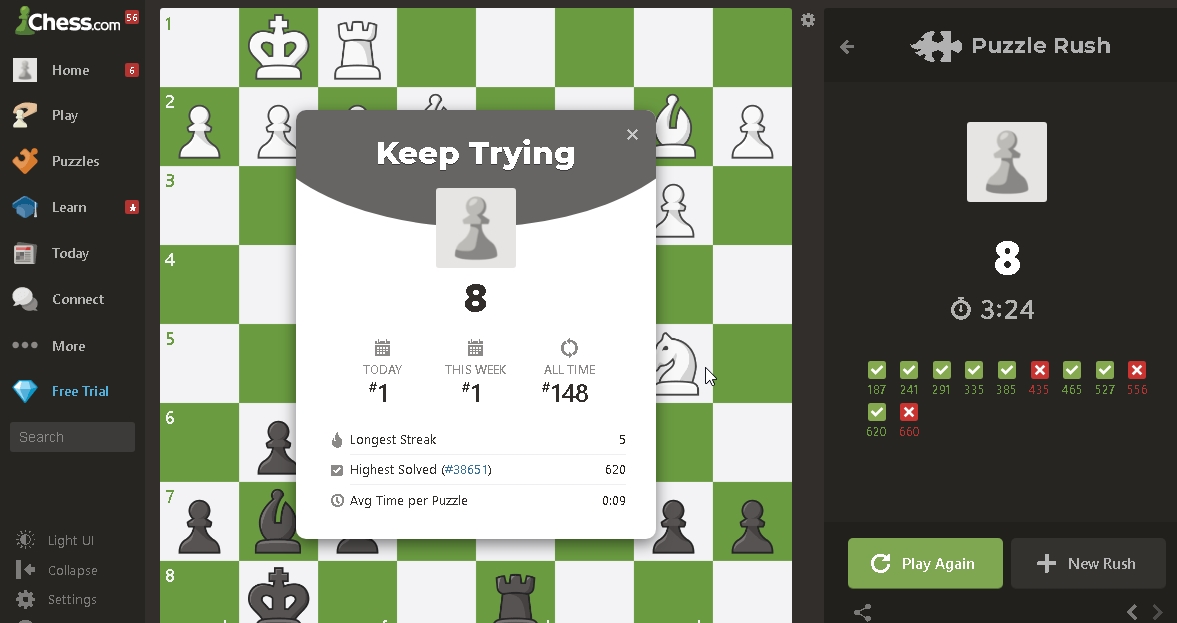 Chess.com 56
Home 6
Play
Puzzles
Learn
Today
Connect
More
Free Trial
Search
Light UI
Collapse
Settings
1
2
3
4
5
6
7
8
Keep Trying
8
TODAY
#1
THIS WEEK
#1
ALL TIME
#148
Longest Streak 5
Highest Solved (#38651) 620
Avg Time per Puzzle 0:09
Puzzle Rush
8
3:24
187 241 291 335 385 435 465 527 556
620 660
Play Again
New Rush